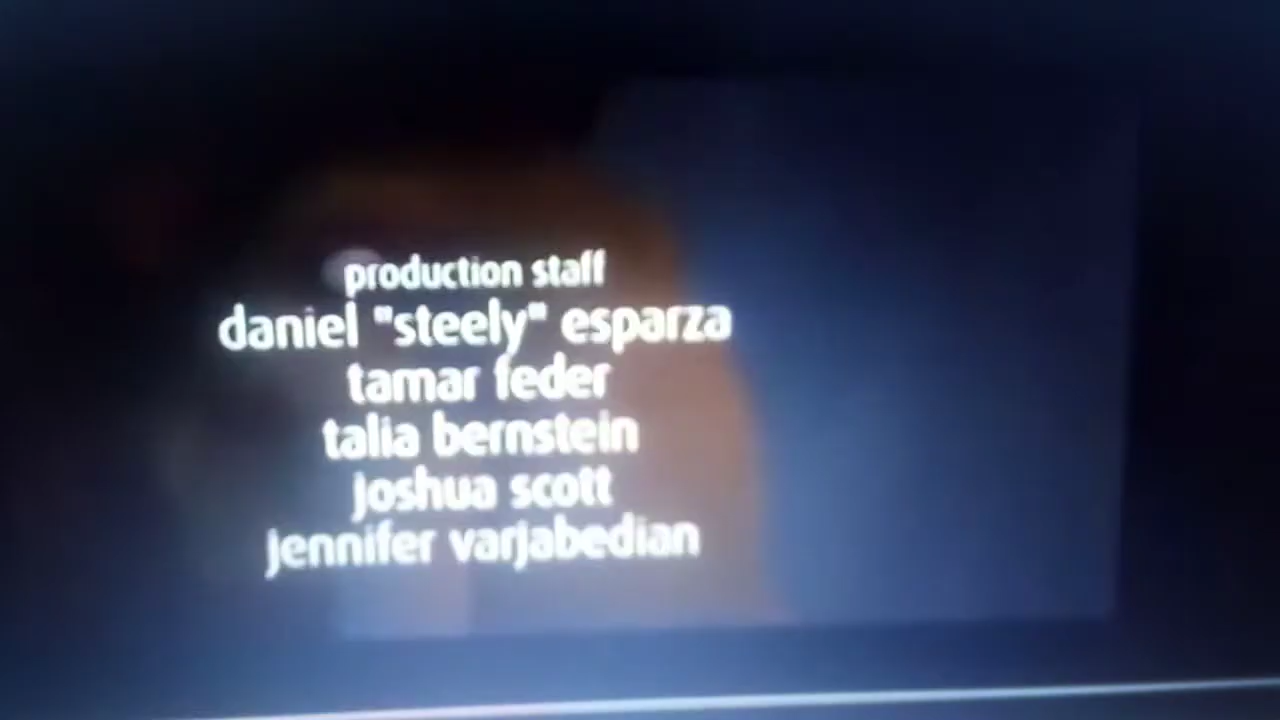 production staff
daniel "steely" esparza
tamar feder
talia bernstein
joshua scott
jennifer varjabedian